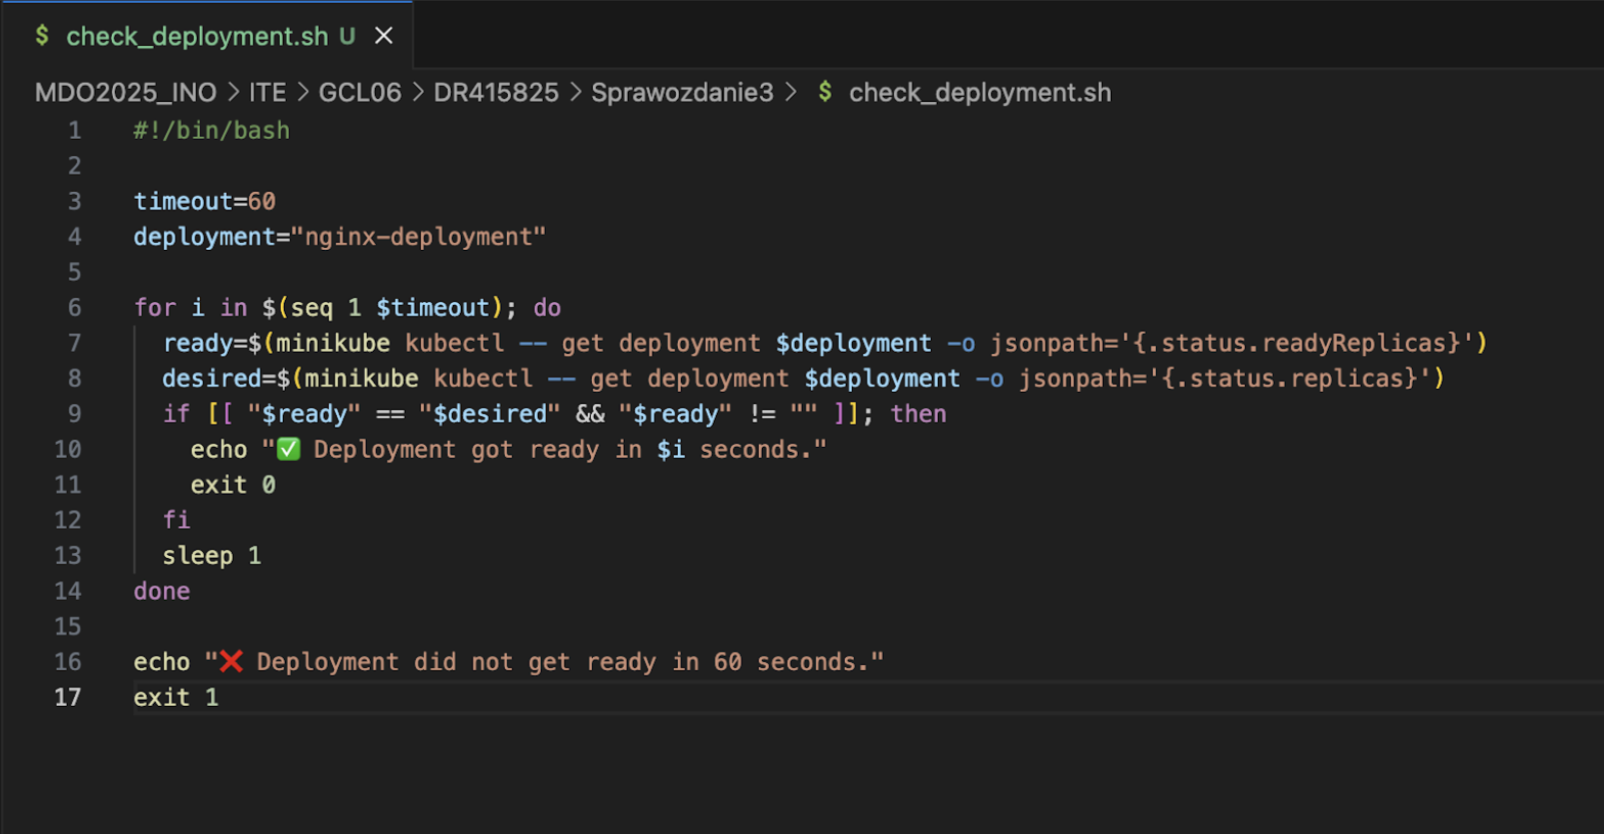 $ check_deployment.sh U ×
MDO2025_INO > ITE > GCL06 > DR415825 > Sprawozdanie3 > $ check_deployment.sh
1 #!/bin/bash
2
3 timeout=60
4 deployment="nginx-deployment"
5
6 for i in $(seq 1 $timeout); do
7   ready=$(minikube kubectl -- get deployment $deployment -o jsonpath='{.status.readyReplicas}')
8   desired=$(minikube kubectl -- get deployment $deployment -o jsonpath='{.status.replicas}')
9   if [[ "$ready" == "$desired" && "$ready" != "" ]]; then
10     echo "✅ Deployment got ready in $i seconds."
11     exit 0
12   fi
13   sleep 1
14 done
15
16 echo "❌ Deployment did not get ready in 60 seconds."
17 exit 1